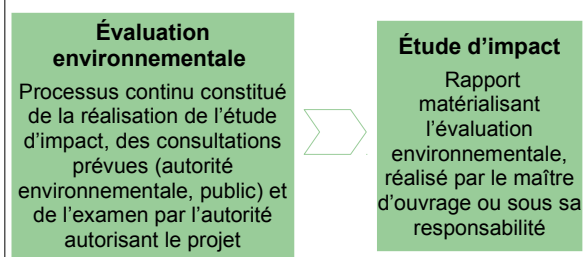 Évaluation
environnementale
Processus continu constitué
de la réalisation de l’étude
d’impact, des consultations
prévues (autorité
environnementale, public) et
de l’examen par l’autorité
autorisant le projet
Étude d’impact
Rapport
matérialisant
l’évaluation
environnementale,
réalisé par le maître
d’ouvrage ou sous sa
responsabilité